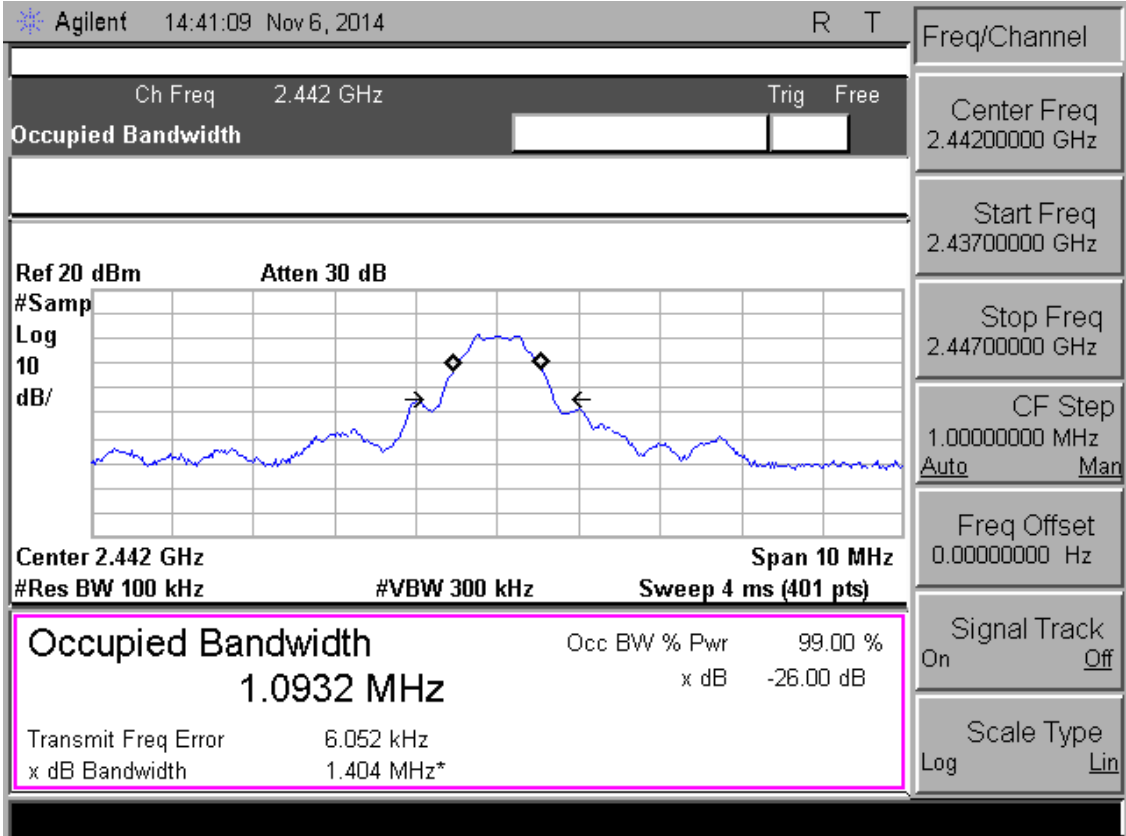 Agilent 14:41:09 Nov 6, 2014 R T
Freq/Channel
Ch Freq 2.442 GHz Trig Free
Occupied Bandwidth
Center Freq
2.44200000 GHz
Start Freq
2.43700000 GHz
Stop Freq
2.44700000 GHz
CF Step
1.00000000 MHz
Auto Man
Freq Offset
0.00000000 Hz
Signal Track
On Off
Scale Type
Log Lin
Ref 20 dBm Atten 30 dB
#Samp
Log
10
dB/
Center 2.442 GHz Span 10 MHz
#Res BW 100 kHz #VBW 300 kHz Sweep 4 ms (401 pts)
Occupied Bandwidth Occ BW % Pwr 99.00 %
1.0932 MHz x dB -26.00 dB
Transmit Freq Error 6.052 kHz
x dB Bandwidth 1.404 MHz*